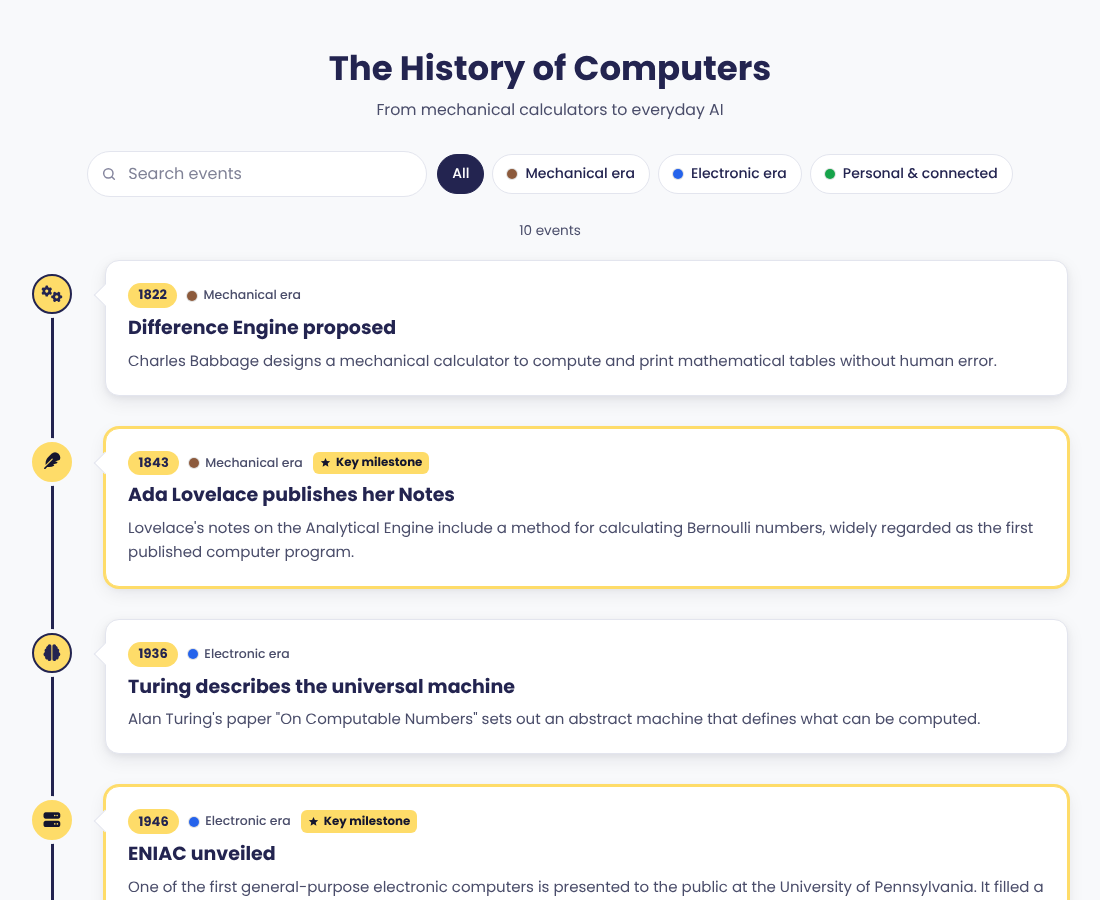 The History of Computers
From mechanical calculators to everyday AI
Search events
All
Mechanical era
Electronic era
Personal & connected
10 events
1822
Mechanical era
Difference Engine proposed
Charles Babbage designs a mechanical calculator to compute and print mathematical tables without human error.
1843
Mechanical era
Key milestone
Ada Lovelace publishes her Notes
Lovelace's notes on the Analytical Engine include a method for calculating Bernoulli numbers, widely regarded as the first
published computer program.
1936
Electronic era
Turing describes the universal machine
Alan Turing's paper "On Computable Numbers" sets out an abstract machine that defines what can be computed.
1946
Electronic era
Key milestone
ENIAC unveiled
One of the first general-purpose electronic computers is presented to the public at the University of Pennsylvania. It filled a